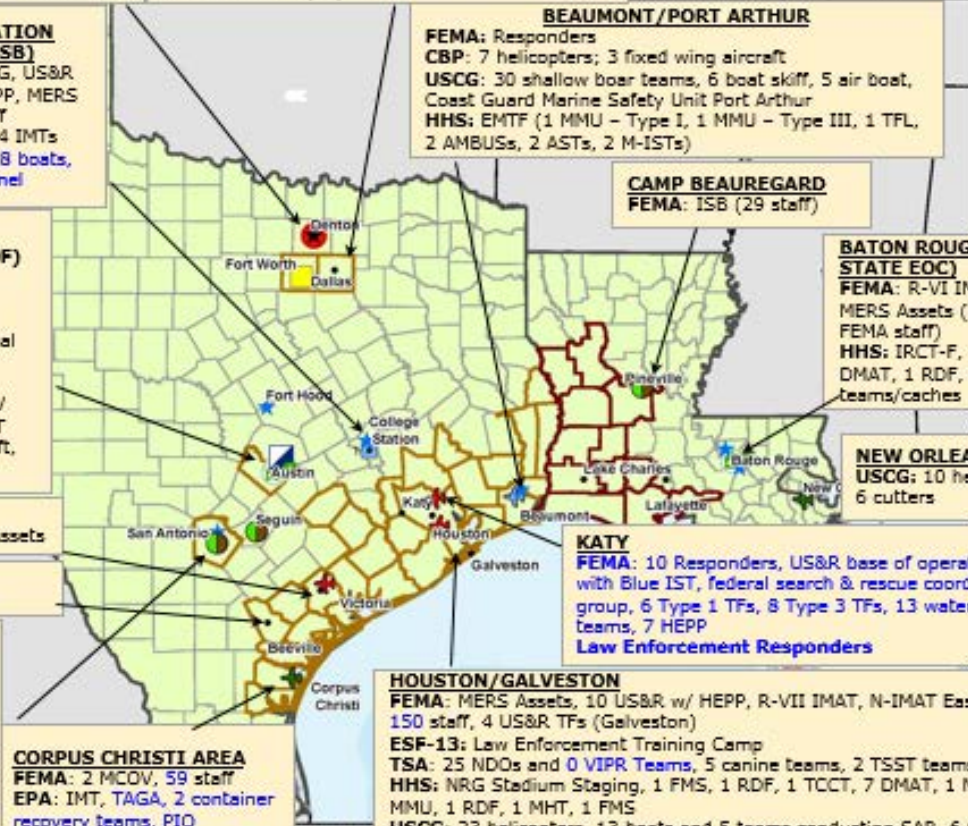 ATION
SB)
G, US&R
PP, MERS
f
4 IMTs
8 boats,
nel
BEAUMONT/PORT ARTHUR
FEMA: Responders
CBP: 7 helicopters; 3 fixed wing aircraft
USCG: 30 shallow boar teams, 6 boat skiff, 5 air boat,
Coast Guard Marine Safety Unit Port Arthur
HHS: EMTF (1 MMU – Type I, 1 MMU – Type III, 1 TFL,
2 AMBUSs, 2 ASTs, 2 M-ISTs)
CAMP BEAUREGARD
FEMA: ISB (29 staff)
F)
al
/
T
ft,
BATON ROUG
STATE EOC)
FEMA: R-VI IM
MERS Assets (
FEMA staff)
HHS: IRCT-F,
DMAT, 1 RDF,
teams/caches
Denton
Fort Worth
Dallas
Pineville
Fort Hood
College
Station
Austin
Lake Charles
Baton Rouge
Lafayette
New O
NEW ORLEA
USCG: 10 he
6 cutters
Katy
Beaumont
Houston
Galveston
San Antonio
Seguin
ssets
Victoria
Beeville
Corpus
Christi
KATY
FEMA: 10 Responders, US&R base of opera
with Blue IST, federal search & rescue coord
group, 6 Type 1 TFs, 8 Type 3 TFs, 13 water
teams, 7 HEPP
Law Enforcement Responders
HOUSTON/GALVESTON
FEMA: MERS Assets, 10 US&R w/ HEPP, R-VII IMAT, N-IMAT Eas
150 staff, 4 US&R TFs (Galveston)
ESF-13: Law Enforcement Training Camp
TSA: 25 NDOs and 0 VIPR Teams, 5 canine teams, 2 TSST teams
HHS: NRG Stadium Staging, 1 FMS, 1 RDF, 1 TCCT, 7 DMAT, 1 M
MMU, 1 RDF, 1 MHT, 1 FMS
CORPUS CHRISTI AREA
FEMA: 2 MCOV, 59 staff
EPA: IMT, TAGA, 2 container
recovery teams, PIO